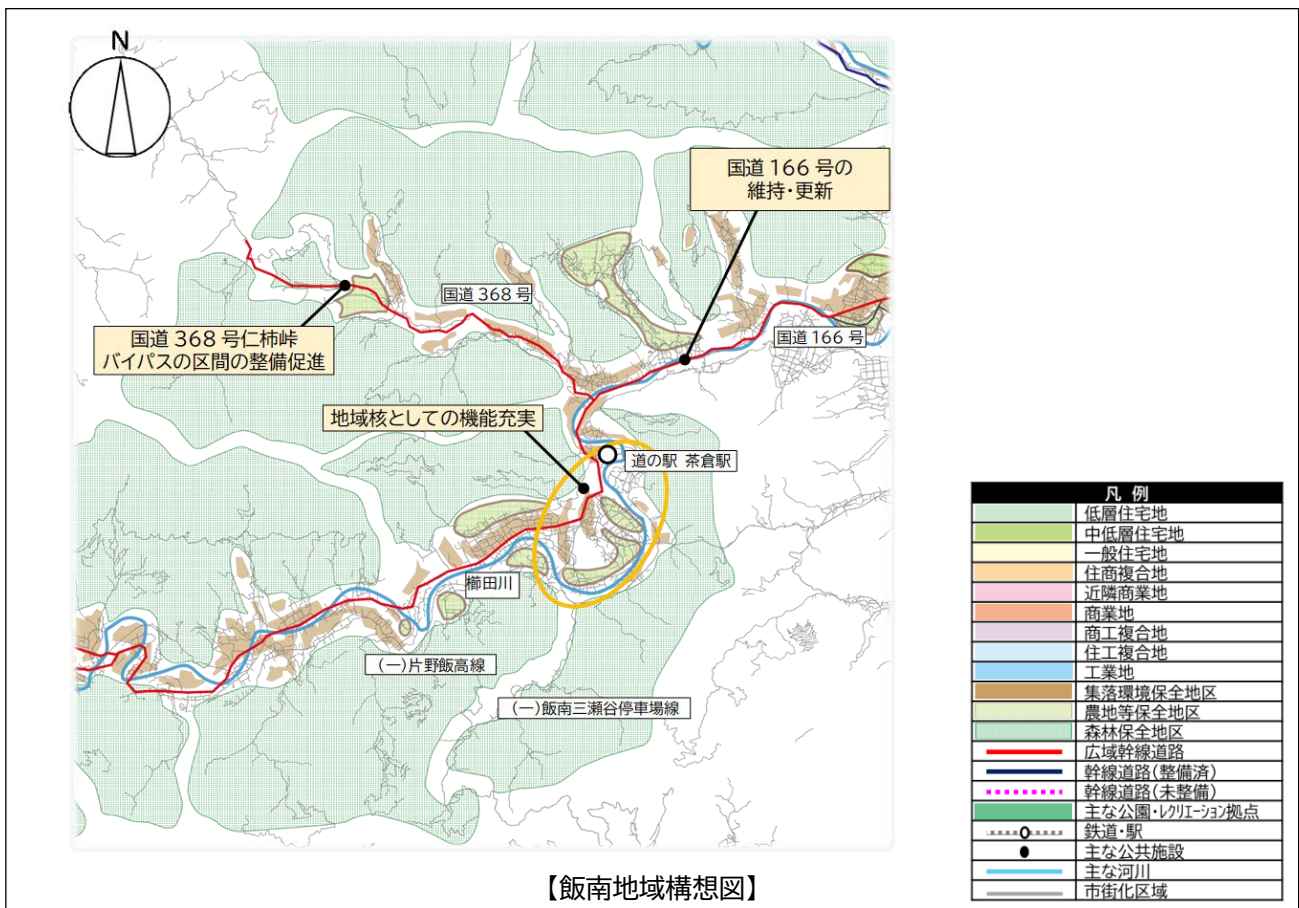 N
国道 166 号の
維持・更新
国道 368 号
国道 368 号仁柿峠
バイパスの区間の整備促進
国道 166 号
地域核としての機能充実
道の駅 茶倉駅
櫛田川
(一)片野飯高線
(一)飯南三瀬谷停車場線
凡 例
低層住宅地
中低層住宅地
一般住宅地
住商複合地
近隣商業地
商業地
商工複合地
住工複合地
工業地
集落環境保全地区
農地等保全地区
森林保全地区
広域幹線道路
幹線道路(整備済)
幹線道路(未整備)
主な公園・レクリエーション拠点
鉄道・駅
主な公共施設
主な河川
市街化区域
【飯南地域構想図】